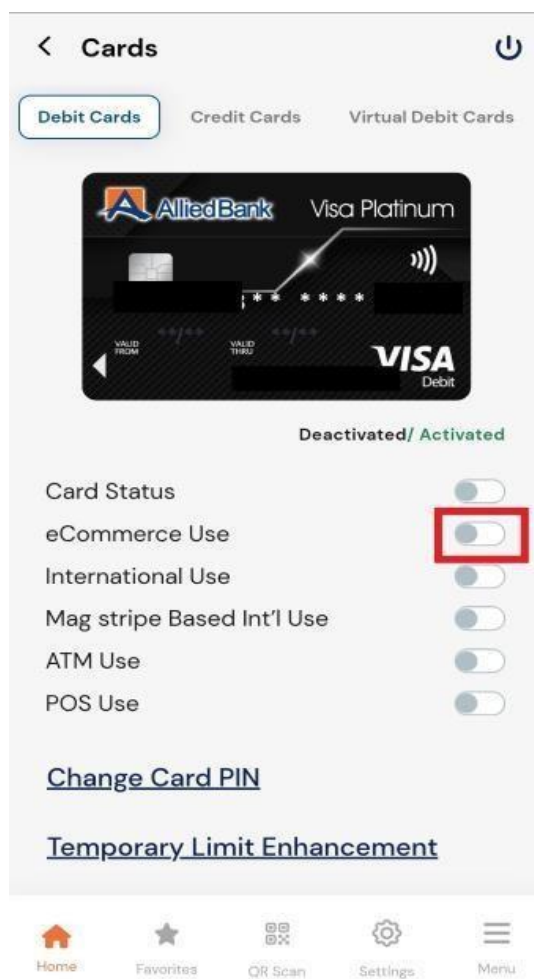 Cards
Debit Cards Credit Cards Virtual Debit Cards
Allied Bank Visa Platinum
** ****
VALID FROM **/** VALID THRU **/**
VISA
Debit
Deactivated/ Activated
Card Status
eCommerce Use
International Use
Mag stripe Based Int'l Use
ATM Use
POS Use
Change Card PIN
Temporary Limit Enhancement
Home Favorites QR Scan Settings Menu